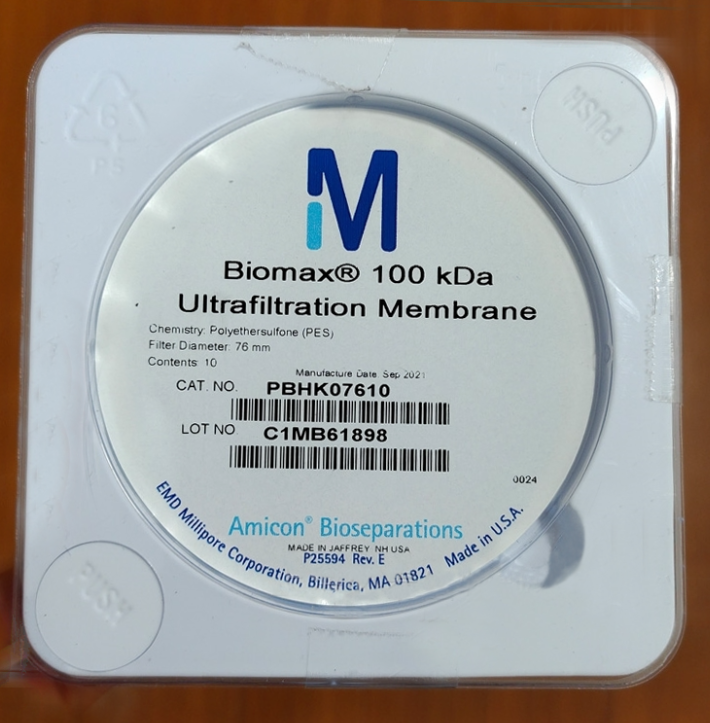 6
PS
PUSH
M
Biomax® 100 kDa
Ultrafiltration Membrane
Chemistry: Polyethersulfone (PES)
Filter Diameter: 76 mm
Contents: 10
Manufacture Date: Sep 2021
CAT. NO. PBHK07610
LOT NO C1MB61898
0024
Amicon® Bioseparations
MADE IN JAFFREY NH USA
P25594 Rev. E
EMD Millipore Corporation, Billerica, MA 01821 Made in U.S.A.
PUSH